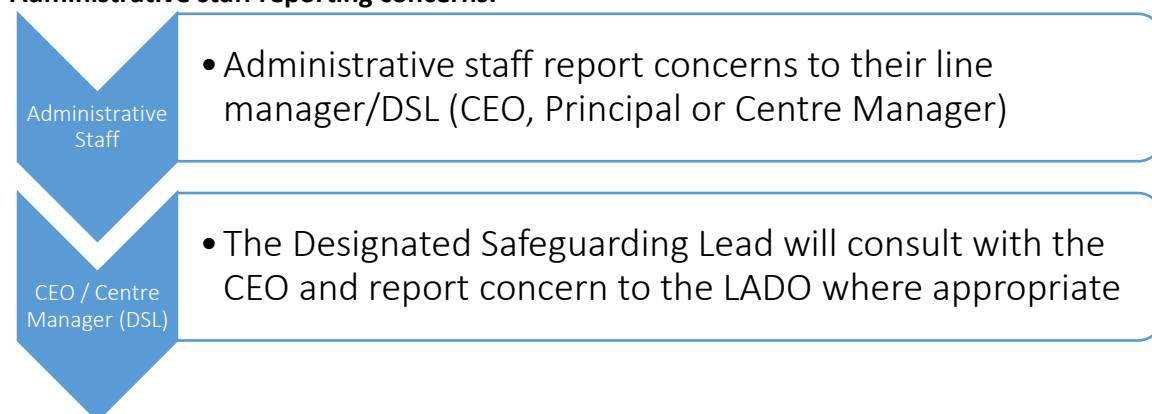 Administrative staff reporting concerns:
Administrative
Staff
• Administrative staff report concerns to their line
manager/DSL (CEO, Principal or Centre Manager)
CEO / Centre
Manager (DSL)
• The Designated Safeguarding Lead will consult with the
CEO and report concern to the LADO where appropriate